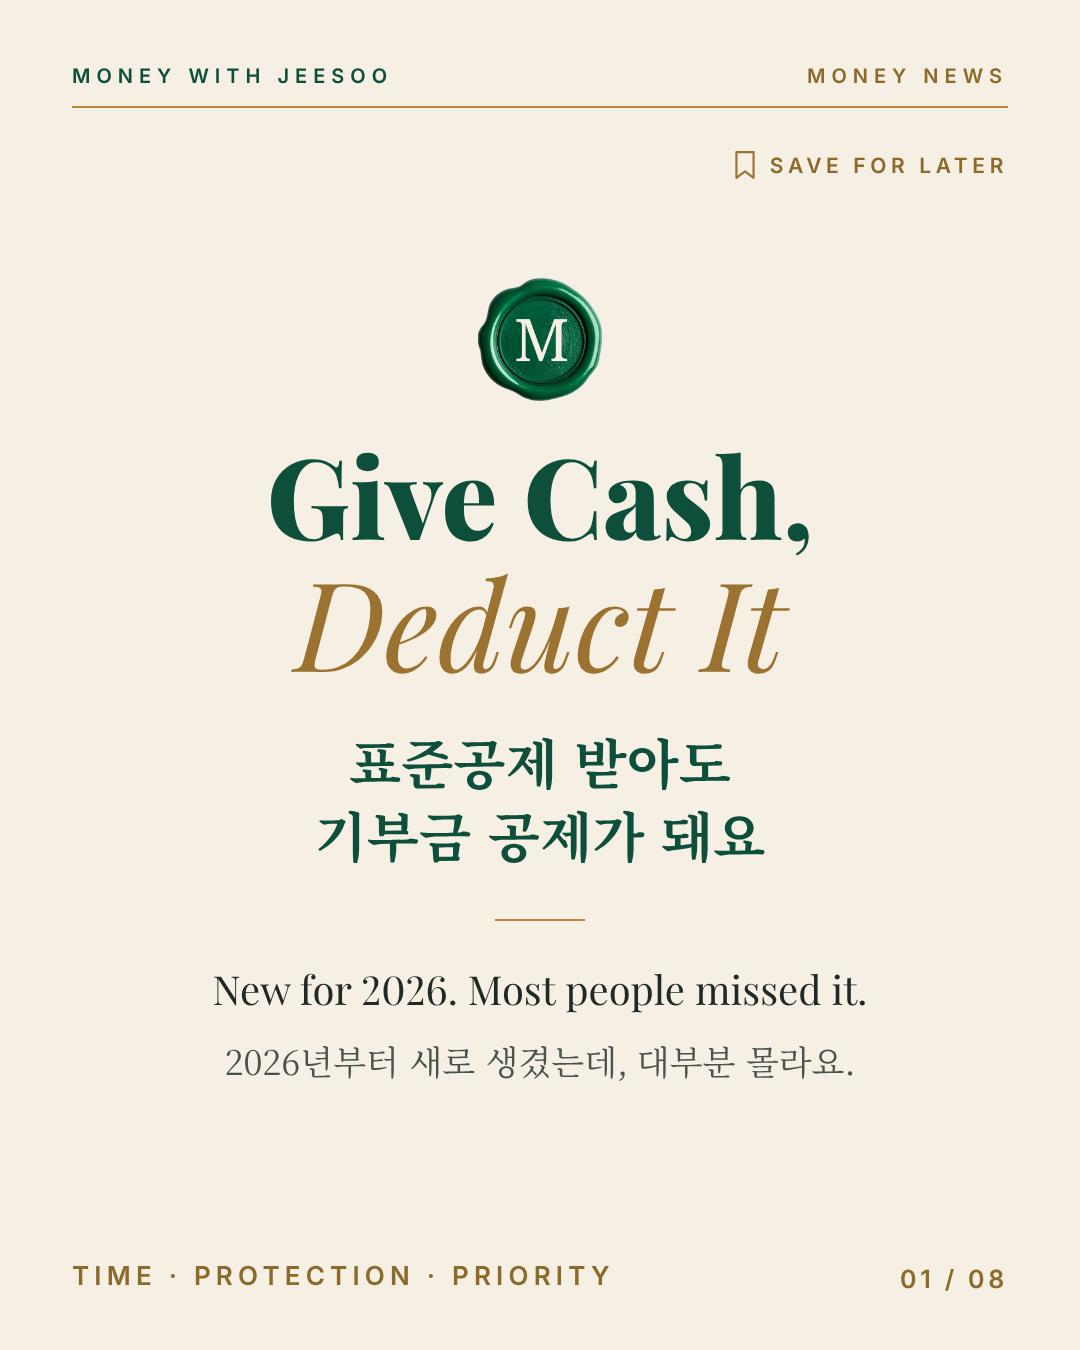 MONEY WITH JEESOO
MONEY NEWS
SAVE FOR LATER
M
Give Cash,
Deduct It
표준공제 받아도
기부금 공제가 돼요
New for 2026. Most people missed it.
2026년부터 새로 생겼는데, 대부분 몰라요.
TIME · PROTECTION · PRIORITY
01 / 08